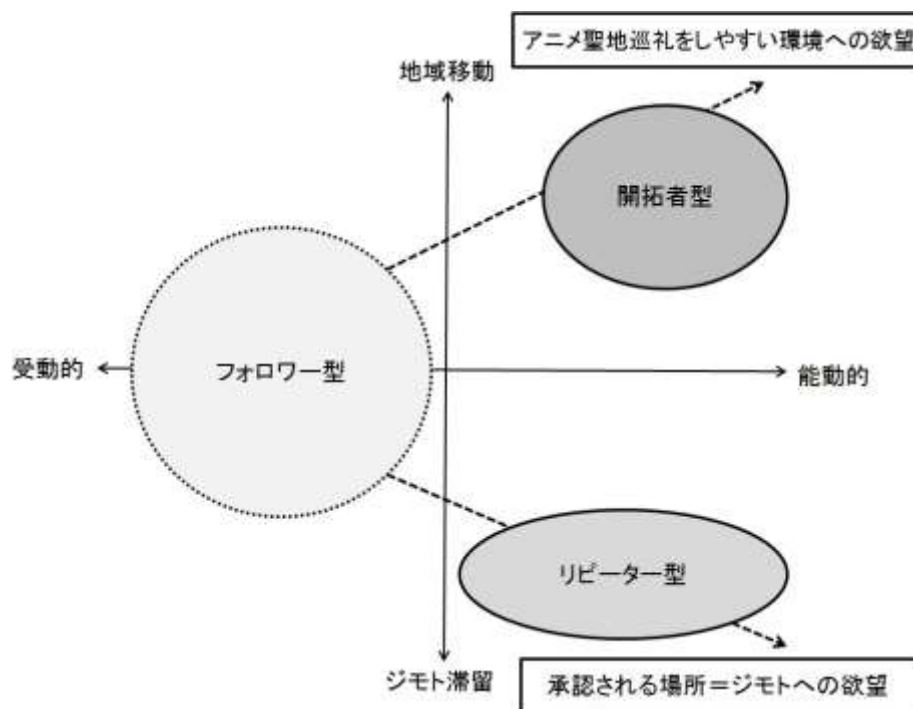 アニメ聖地巡礼をしやすい環境への欲望
地域移動
開拓者型
受動的
フォロワー型
能動的
リピーター型
ジモト滞留
承認される場所＝ジモトへの欲望